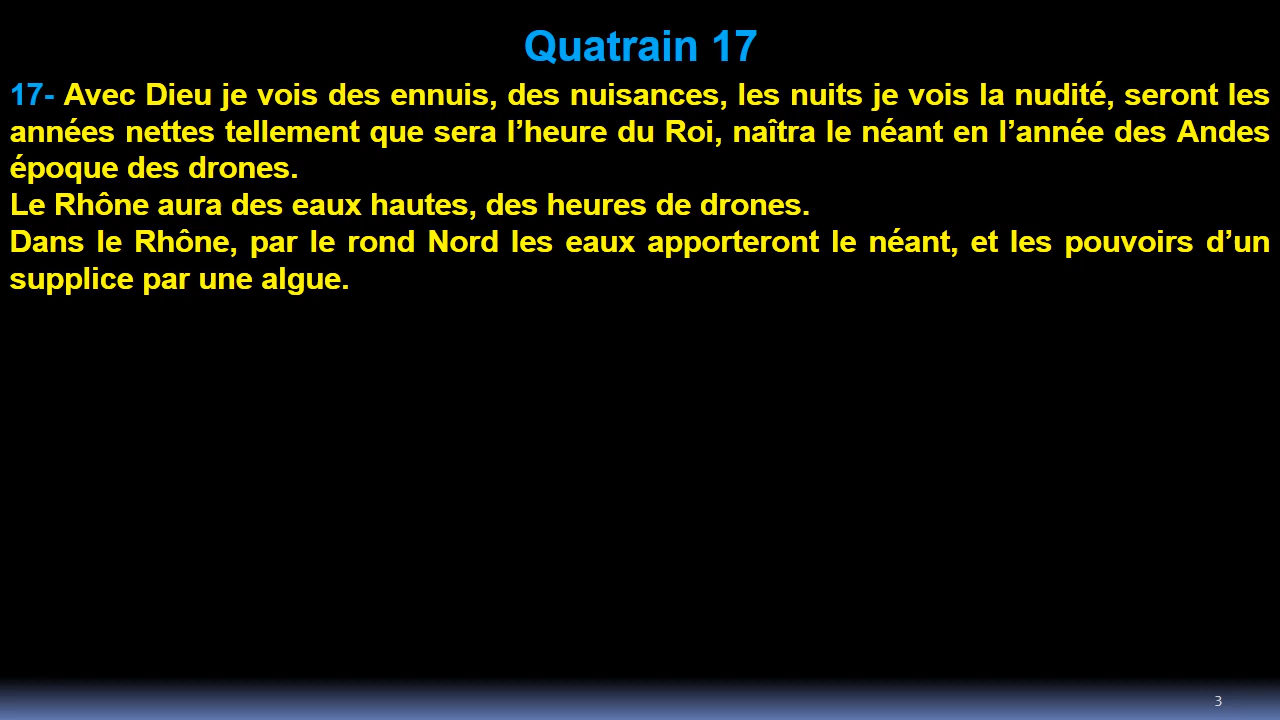 Quatrain 17
17- Avec Dieu je vois des ennuis, des nuisances, les nuits je vois la nudité, seront les
années nettes tellement que sera l’heure du Roi, naîtra le néant en l’année des Andes
époque des drones.
Le Rhône aura des eaux hautes, des heures de drones.
Dans le Rhône, par le rond Nord les eaux apporteront le néant, et les pouvoirs d’un
supplice par une algue.
3